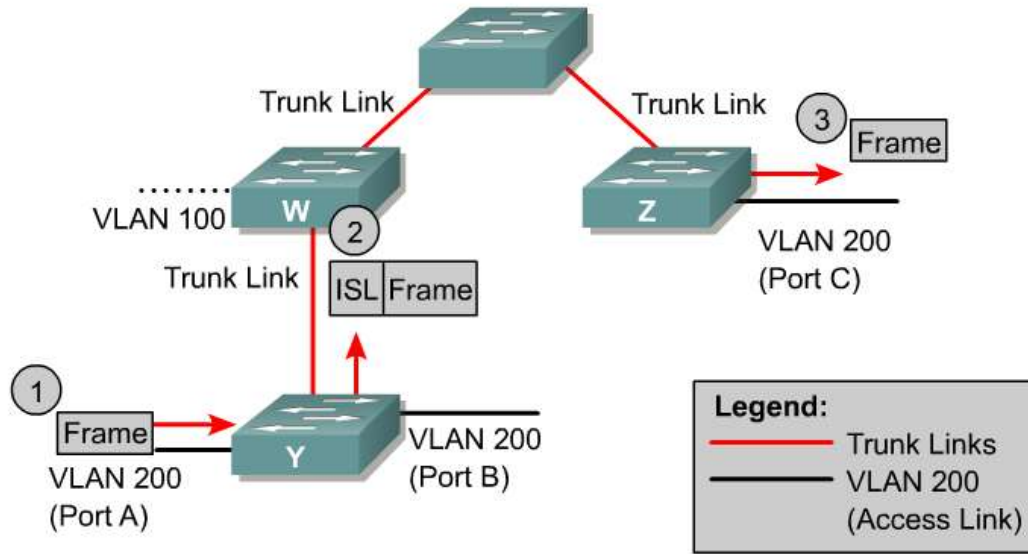 Trunk Link
Trunk Link
3
Frame
W
Z
VLAN 100
2
VLAN 200
(Port C)
Trunk Link
ISL Frame
1
Frame
Y
VLAN 200
(Port A)
VLAN 200
(Port B)
Legend:
Trunk Links
VLAN 200
(Access Link)